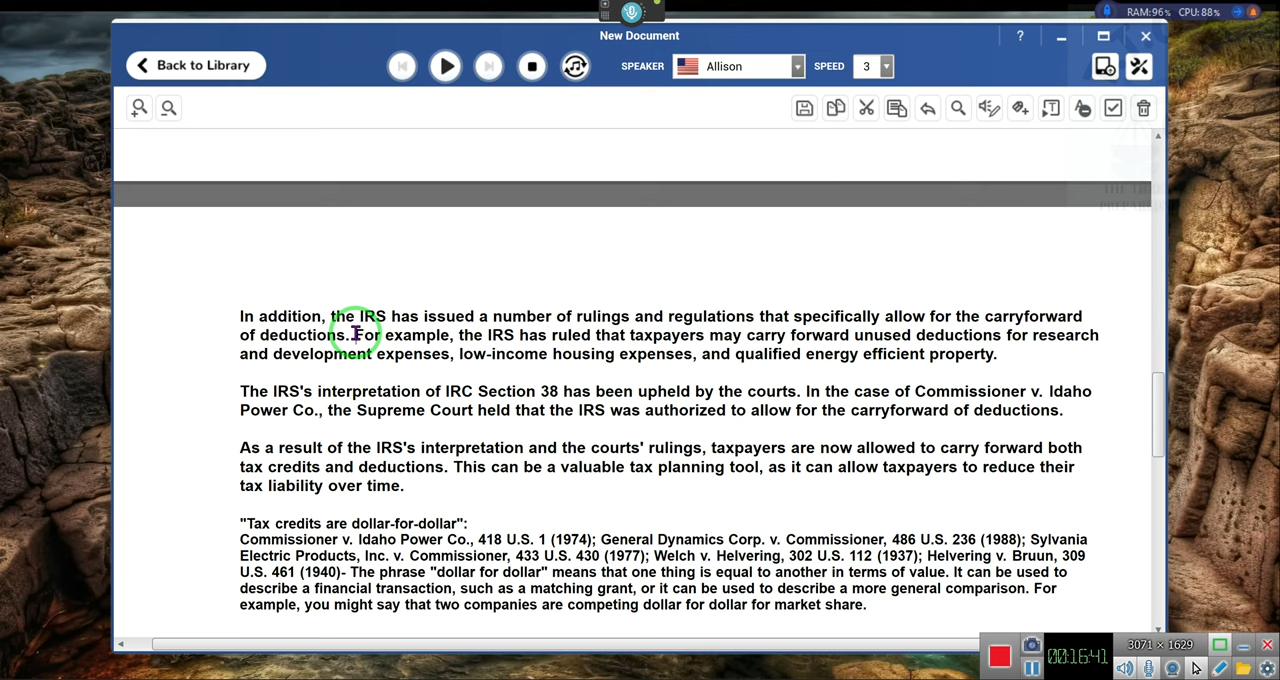 RAM:96% CPU:88%
New Document
?
Back to Library
SPEAKER Allison SPEED 3
In addition, the IRS has issued a number of rulings and regulations that specifically allow for the carryforward
of deductions. For example, the IRS has ruled that taxpayers may carry forward unused deductions for research
and development expenses, low-income housing expenses, and qualified energy efficient property.
The IRS's interpretation of IRC Section 38 has been upheld by the courts. In the case of Commissioner v. Idaho
Power Co., the Supreme Court held that the IRS was authorized to allow for the carryforward of deductions.
As a result of the IRS's interpretation and the courts' rulings, taxpayers are now allowed to carry forward both
tax credits and deductions. This can be a valuable tax planning tool, as it can allow taxpayers to reduce their
tax liability over time.
"Tax credits are dollar-for-dollar":
Commissioner v. Idaho Power Co., 418 U.S. 1 (1974); General Dynamics Corp. v. Commissioner, 486 U.S. 236 (1988); Sylvania
Electric Products, Inc. v. Commissioner, 433 U.S. 430 (1977); Welch v. Helvering, 302 U.S. 112 (1937); Helvering v. Bruun, 309
U.S. 461 (1940)- The phrase "dollar for dollar" means that one thing is equal to another in terms of value. It can be used to
describe a financial transaction, such as a matching grant, or it can be used to describe a more general comparison. For
example, you might say that two companies are competing dollar for dollar for market share.
00:16:41
3071 × 1629